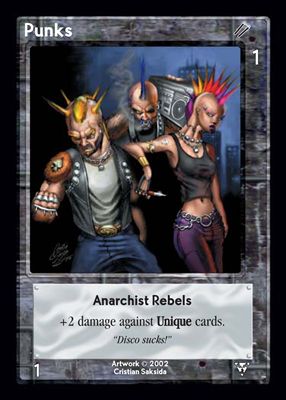 Punks
1
Anarchist Rebels
+2 damage against Unique cards.
"Disco sucks!"
Artwork © 2002
Cristian Saksida
1